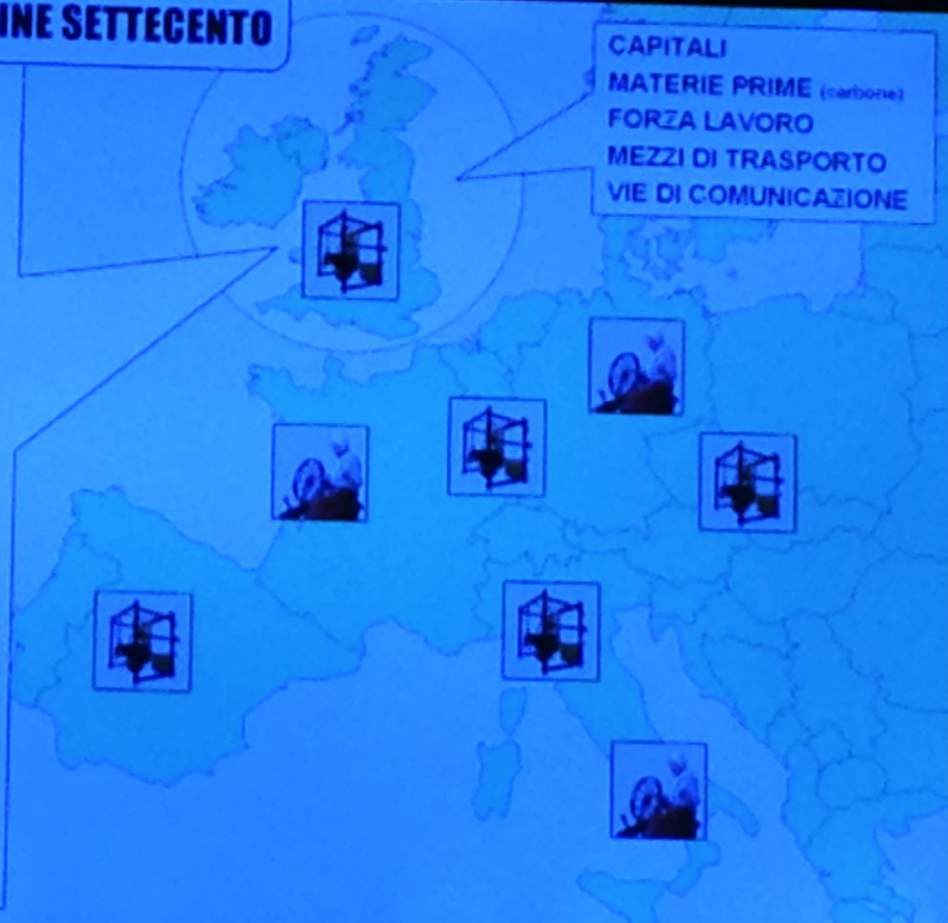 INE SETTECENTO
CAPITALI
MATERIE PRIME (carbone)
FORZA LAVORO
MEZZI DI TRASPORTO
VIE DI COMUNICAZIONE